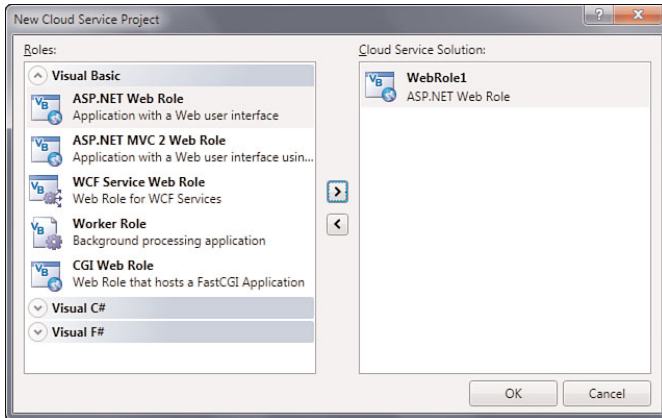 New Cloud Service Project
Roles:
Visual Basic
ASP.NET Web Role
Application with a Web user interface
ASP.NET MVC 2 Web Role
Application with a Web user interface usin...
WCF Service Web Role
Web Role for WCF Services
Worker Role
Background processing application
CGI Web Role
Web Role that hosts a FastCGI Application
Visual C#
Visual F#
>
<
Cloud Service Solution:
WebRole1
ASP.NET Web Role
OK
Cancel